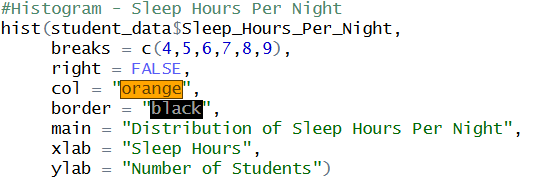 #Histogram - Sleep Hours Per Night
hist(student_data$Sleep_Hours_Per_Night,
     breaks = c(4,5,6,7,8,9),
     right = FALSE,
     col = "orange",
     border = "black",
     main = "Distribution of Sleep Hours Per Night",
     xlab = "Sleep Hours",
     ylab = "Number of Students")